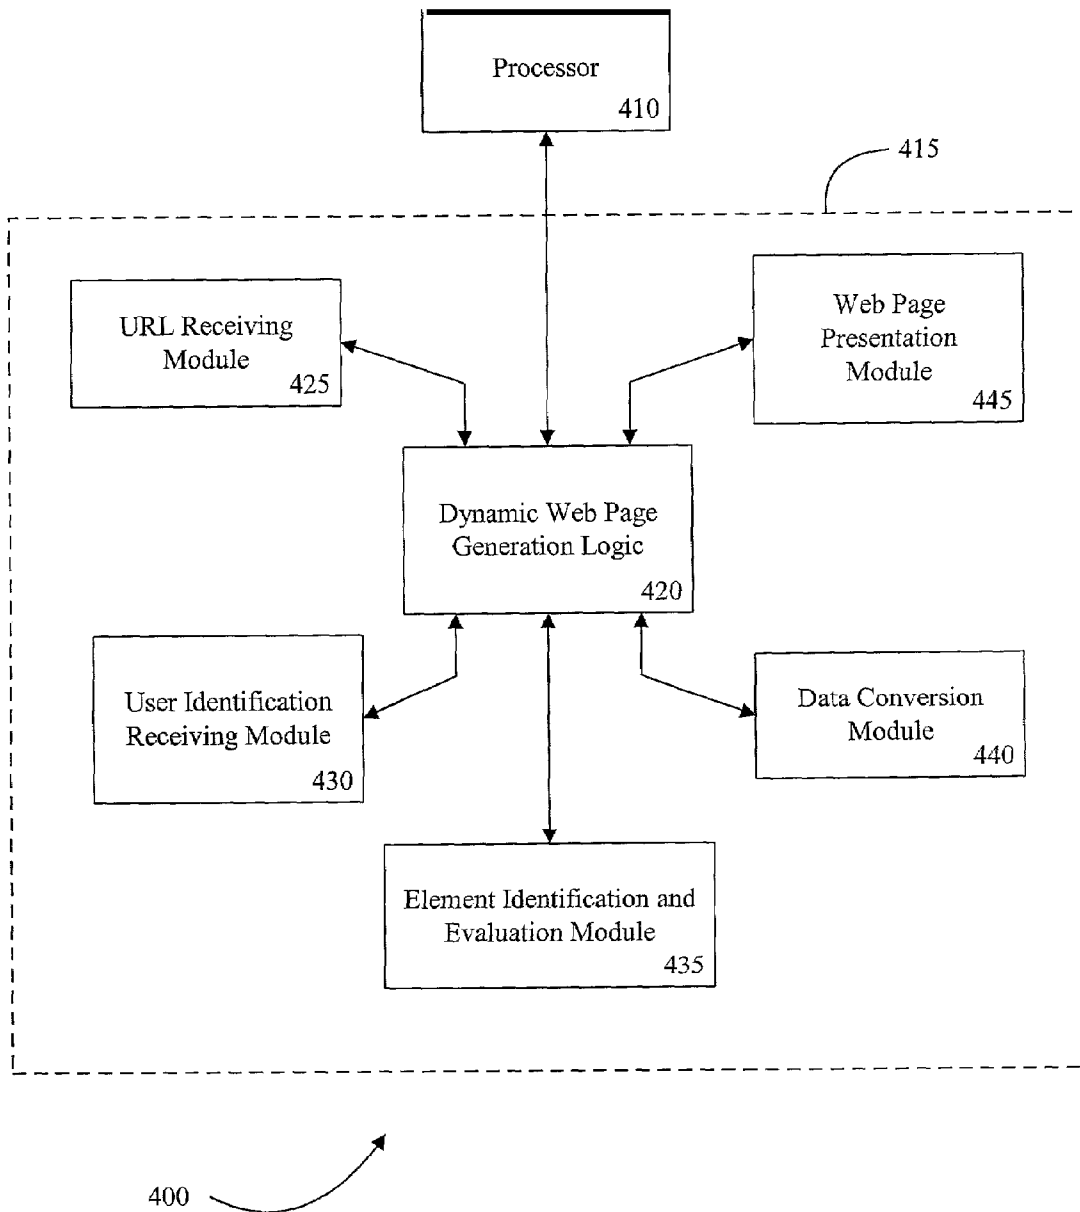 Processor
410
415
URL Receiving
Module
425
Web Page
Presentation
Module
445
Dynamic Web Page
Generation Logic
420
User Identification
Receiving Module
430
Data Conversion
Module
440
Element Identification and
Evaluation Module
435
400